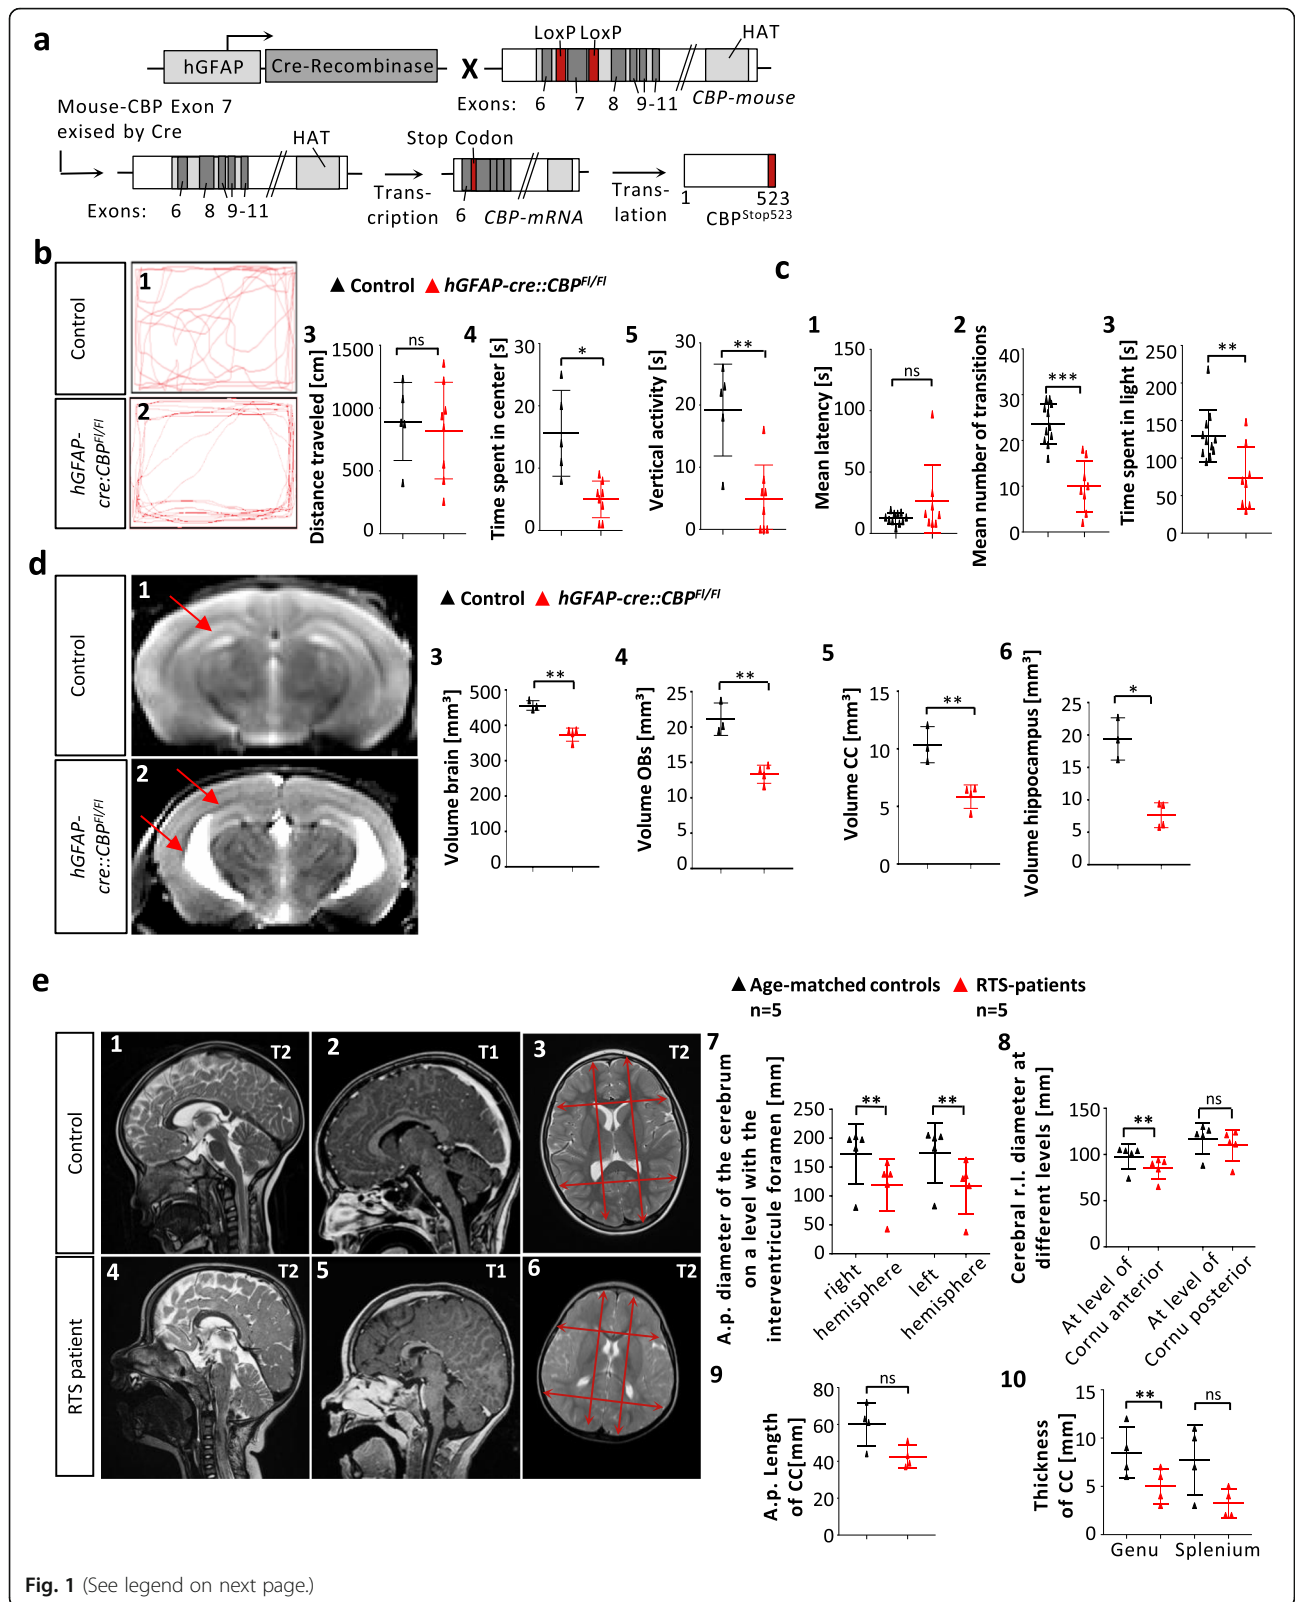 a
LoxP LoxP HAT
hGFAP Cre-Recombinase X
Exons: 6 7 8 9-11 CBP-mouse
Mouse-CBP Exon 7
exised by Cre
HAT
Stop Codon
Exons: 6 8 9-11
Trans-
cription
6 CBP-mRNA
Trans-
lation
1 523
CBP^Stop523
b
Control
hGFAP-
cre:CBP^Fl/Fl
1
2
▲ Control ▲ hGFAP-cre::CBP^Fl/Fl
3
Distance traveled [cm]
1500
1000
500
0
ns
4
Time spent in center [s]
30
20
10
0
*
5
Vertical activity [s]
30
20
10
0
**
c
1
Mean latency [s]
150
100
50
0
ns
2
Mean number of transitions
40
30
20
10
0
***
3
Time spent in light [s]
250
200
150
100
50
0
**
d
Control
hGFAP-
cre::CBP^Fl/Fl
1
2
▲ Control ▲ hGFAP-cre::CBP^Fl/Fl
3
Volume brain [mm³]
500
400
300
200
100
0
**
4
Volume OBs [mm³]
25
20
15
10
5
0
**
5
Volume CC [mm³]
15
10
5
0
**
6
Volume hippocampus [mm³]
25
20
15
10
5
0
*
e
Control
RTS patient
1 T2
2 T1
3 T2
4 T2
5 T1
6 T2
▲ Age-matched controls ▲ RTS-patients
n=5 n=5
7
A.p. diameter of the cerebrum
on a level with the
interventricule foramen [mm]
250
200
150
100
50
0
** **
right
hemisphere
left
hemisphere
8
Cerebral r.l. diameter at
different levels [mm]
150
100
50
0
** ns
At level of
Cornu anterior
At level of
Cornu posterior
9
A.p. Length
of CC[mm]
80
60
40
20
0
ns
10
Thickness
of CC [mm]
15
10
5
0
** ns
Genu Splenium
Fig. 1 (See legend on next page.)